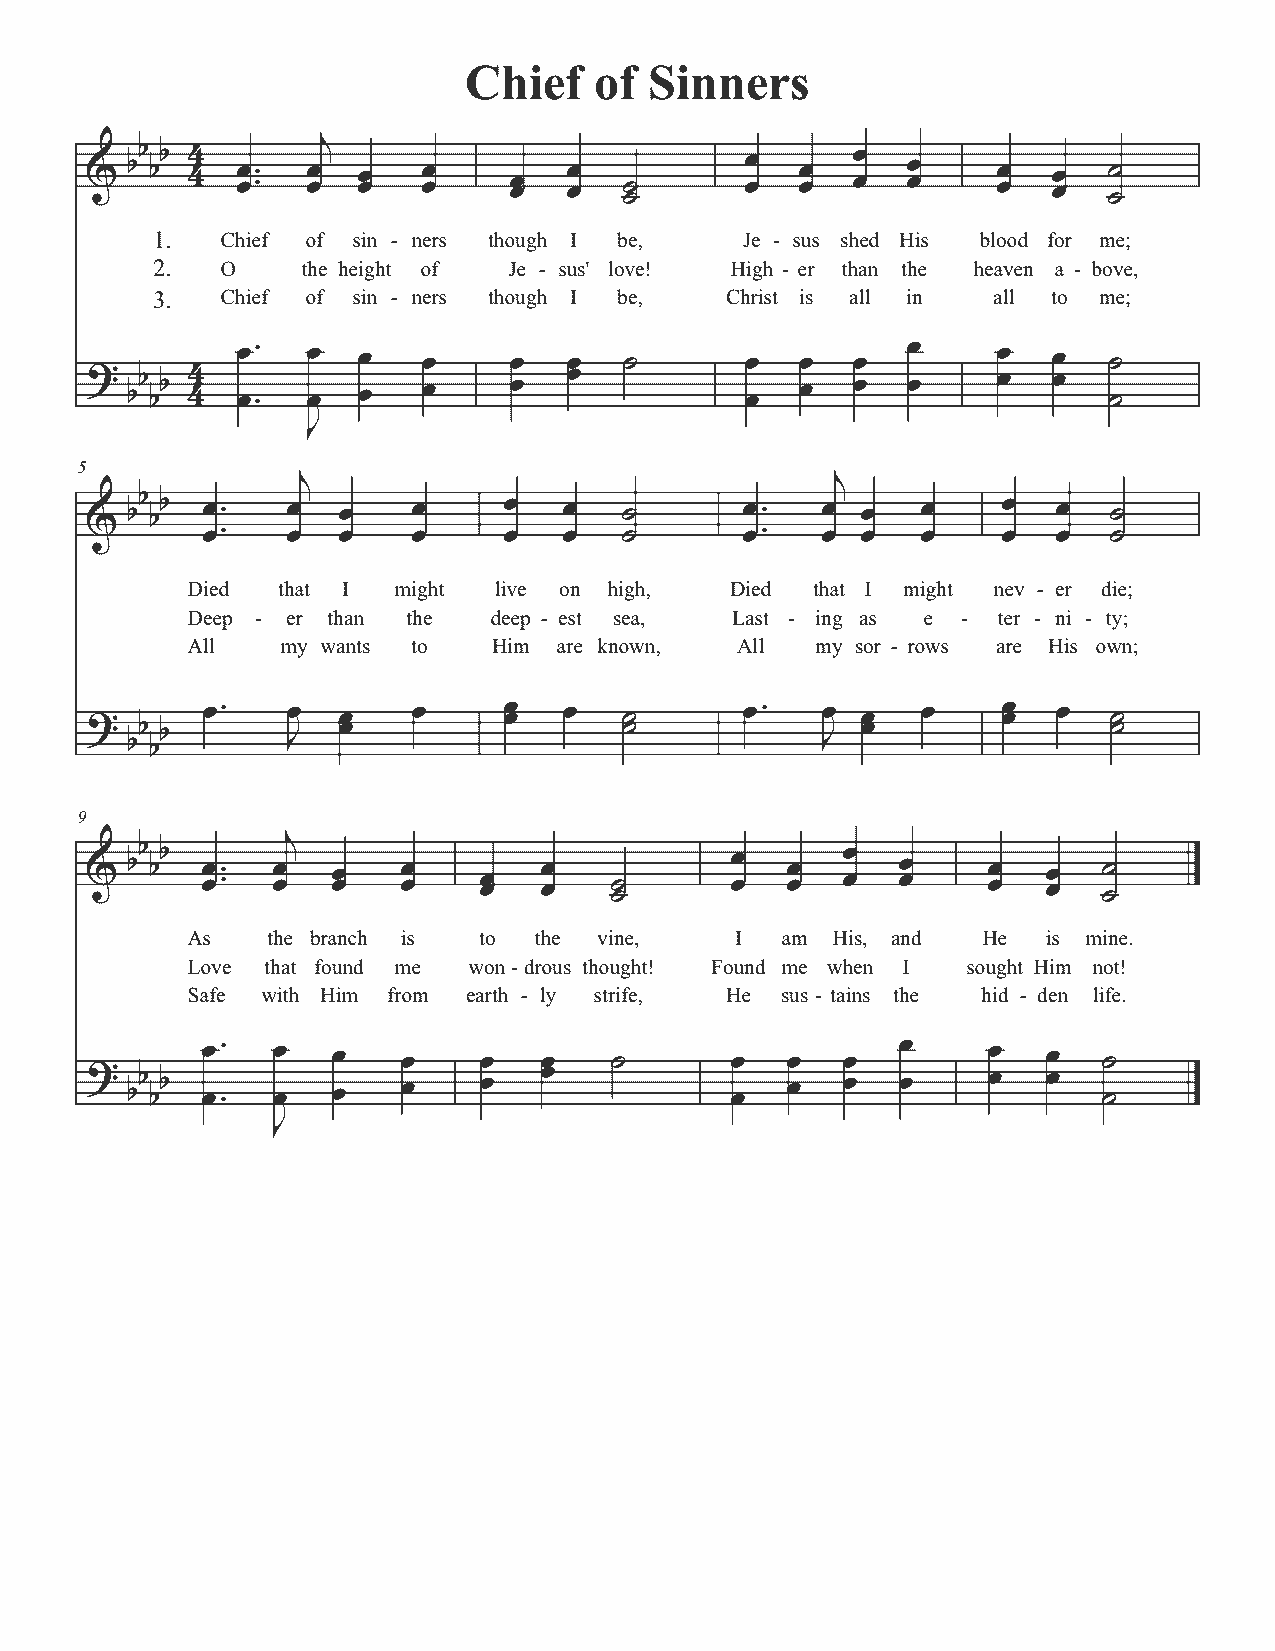 Chief of Sinners
4
4
1. Chief of sin - ners though I be, Je - sus shed His blood for me;
2. O the height of Je - sus' love! High - er than the heaven a - bove,
3. Chief of sin - ners though I be, Christ is all in all to me;
4
4
5
Died that I might live on high, Died that I might nev - er die;
Deep - er than the deep - est sea, Last - ing as e - ter - ni - ty;
All my wants to Him are known, All my sor - rows are His own;
9
As the branch is to the vine, I am His, and He is mine.
Love that found me won - drous thought! Found me when I sought Him not!
Safe with Him from earth - ly strife, He sus - tains the hid - den life.